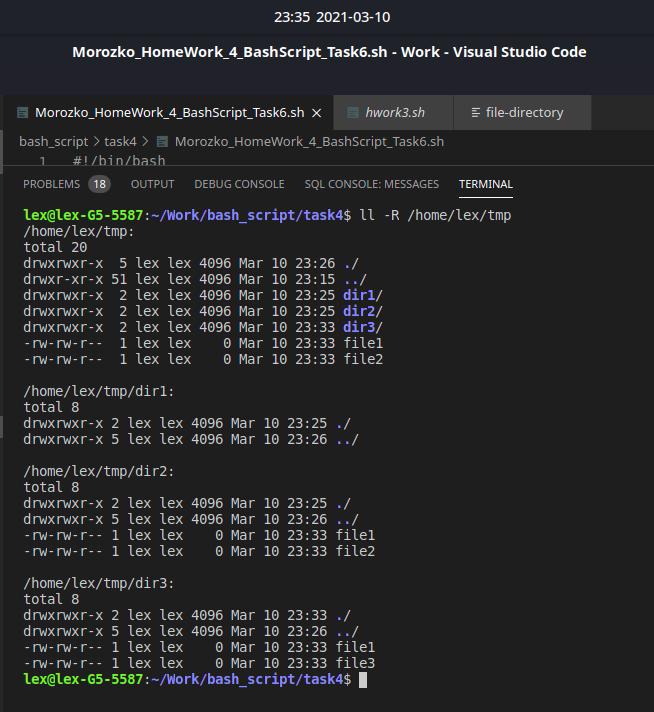 23:35 2021-03-10
Morozko_HomeWork_4_BashScript_Task6.sh - Work - Visual Studio Code
Morozko_HomeWork_4_BashScript_Task6.sh × hwork3.sh file-directory
bash_script > task4 > Morozko_HomeWork_4_BashScript_Task6.sh
1 #!/bin/bash
PROBLEMS 18 OUTPUT DEBUG CONSOLE SQL CONSOLE: MESSAGES TERMINAL
lex@lex-G5-5587:~/Work/bash_script/task4$ ll -R /home/lex/tmp
/home/lex/tmp:
total 20
drwxrwxr-x  5 lex lex 4096 Mar 10 23:26 ./
drwxr-xr-x 51 lex lex 4096 Mar 10 23:15 ../
drwxrwxr-x  2 lex lex 4096 Mar 10 23:25 dir1/
drwxrwxr-x  2 lex lex 4096 Mar 10 23:25 dir2/
drwxrwxr-x  2 lex lex 4096 Mar 10 23:33 dir3/
-rw-rw-r--  1 lex lex    0 Mar 10 23:33 file1
-rw-rw-r--  1 lex lex    0 Mar 10 23:33 file2
/home/lex/tmp/dir1:
total 8
drwxrwxr-x 2 lex lex 4096 Mar 10 23:25 ./
drwxrwxr-x 5 lex lex 4096 Mar 10 23:26 ../
/home/lex/tmp/dir2:
total 8
drwxrwxr-x 2 lex lex 4096 Mar 10 23:25 ./
drwxrwxr-x 5 lex lex 4096 Mar 10 23:26 ../
-rw-rw-r-- 1 lex lex    0 Mar 10 23:33 file1
-rw-rw-r-- 1 lex lex    0 Mar 10 23:33 file2
/home/lex/tmp/dir3:
total 8
drwxrwxr-x 2 lex lex 4096 Mar 10 23:33 ./
drwxrwxr-x 5 lex lex 4096 Mar 10 23:26 ../
-rw-rw-r-- 1 lex lex    0 Mar 10 23:33 file1
-rw-rw-r-- 1 lex lex    0 Mar 10 23:33 file3
lex@lex-G5-5587:~/Work/bash_script/task4$